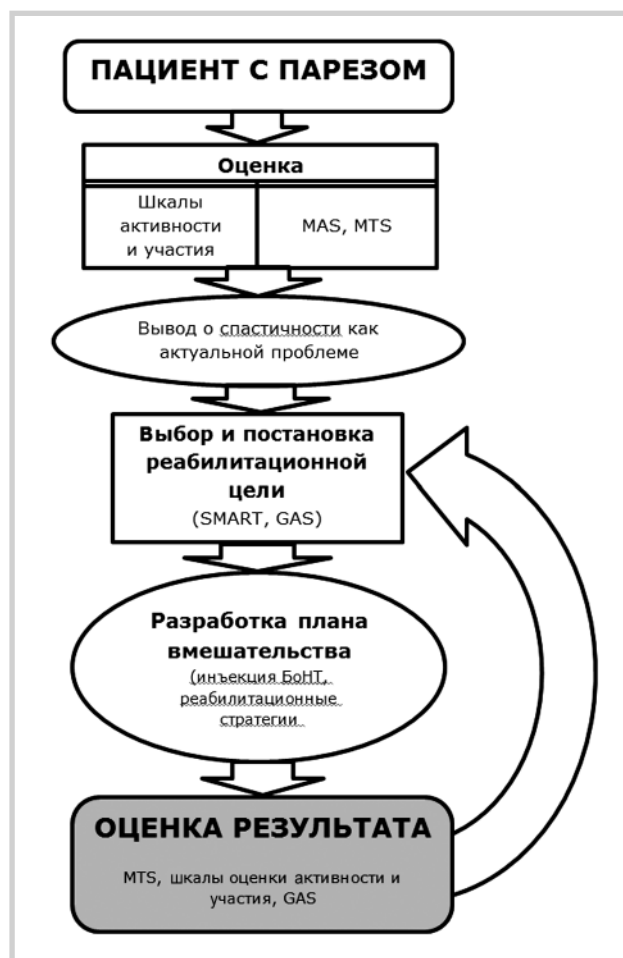 ПАЦИЕНТ С ПАРЕЗОМ
Оценка
Шкалы
активности
и участия
MAS, MTS
Вывод о спастичности как
актуальной проблеме
Выбор и постановка
реабилитационной
цели
(SMART, GAS)
Разработка плана
вмешательства
(инъекция БоНТ,
реабилитационные
стратегии
ОЦЕНКА РЕЗУЛЬТАТА
MTS, шкалы оценки активности и
участия, GAS